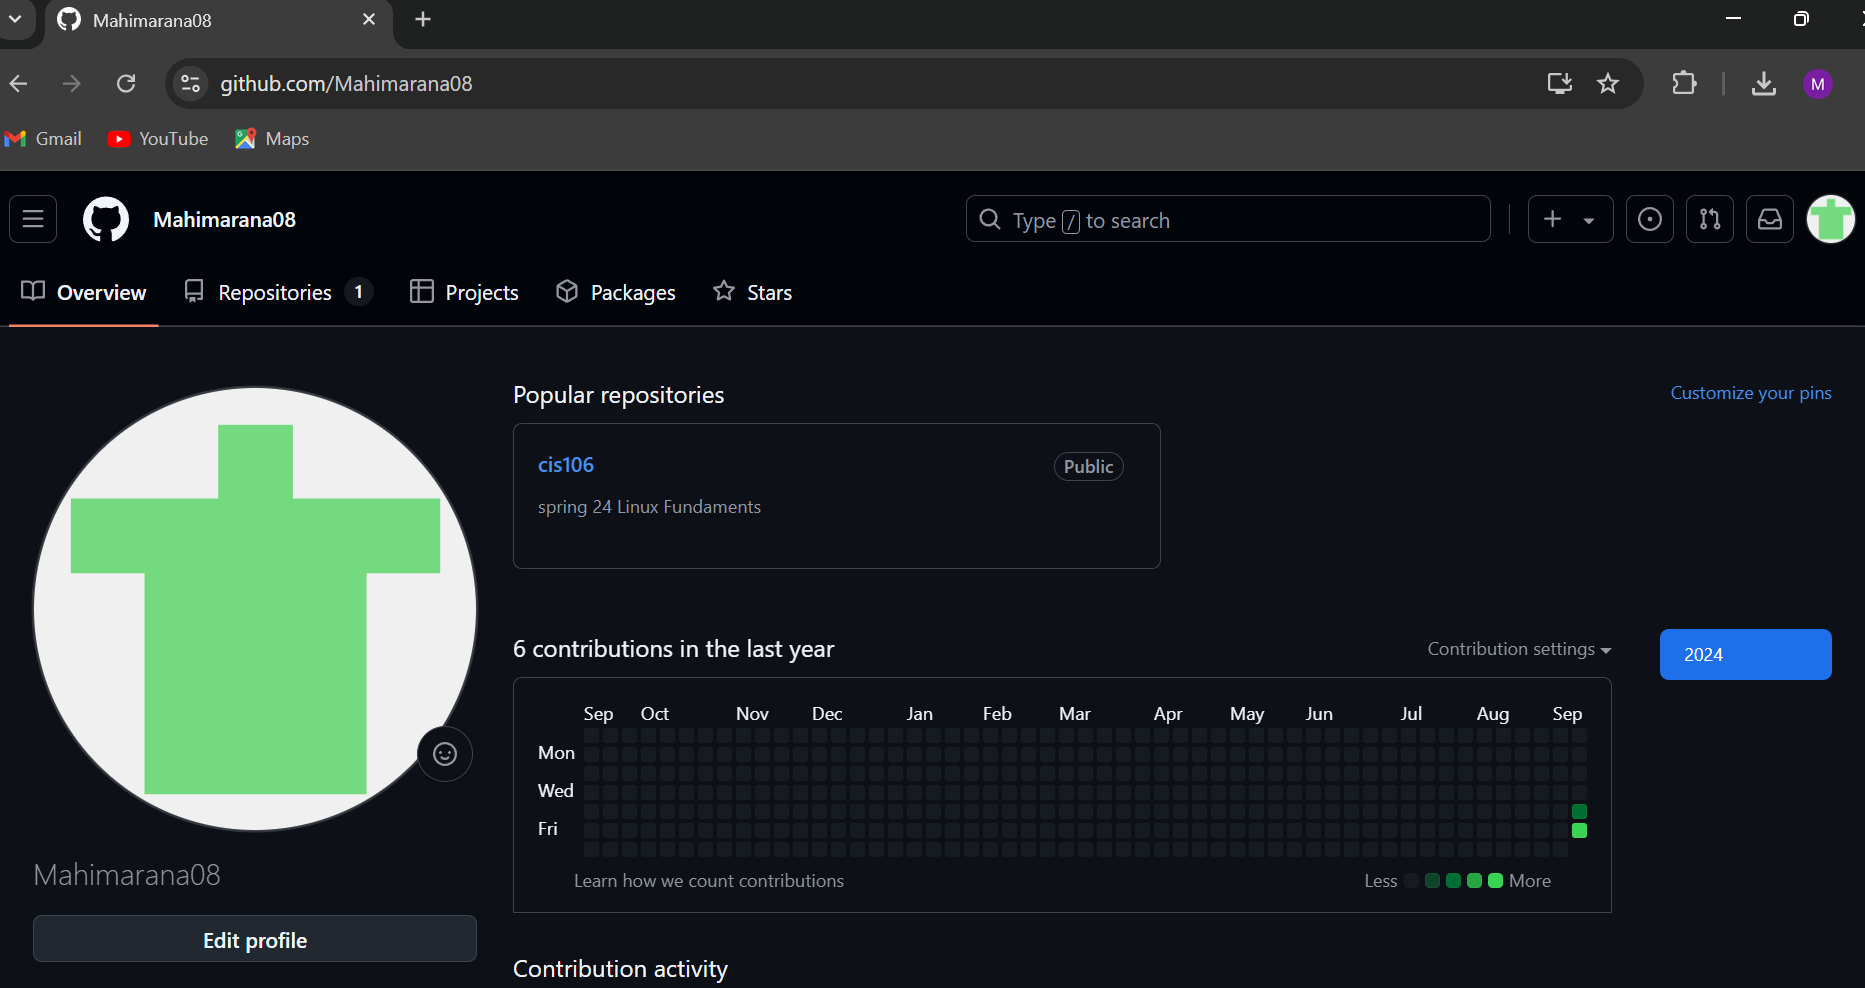 Mahimarana08
github.com/Mahimarana08
M
Gmail YouTube Maps
Mahimarana08 Type / to search
Overview Repositories 1 Projects Packages Stars
Popular repositories Customize your pins
cis106 Public
spring 24 Linux Fundaments
6 contributions in the last year Contribution settings 2024
Sep Oct Nov Dec Jan Feb Mar Apr May Jun Jul Aug Sep
Mon
Wed
Fri
Learn how we count contributions Less More
Mahimarana08
Edit profile
Contribution activity